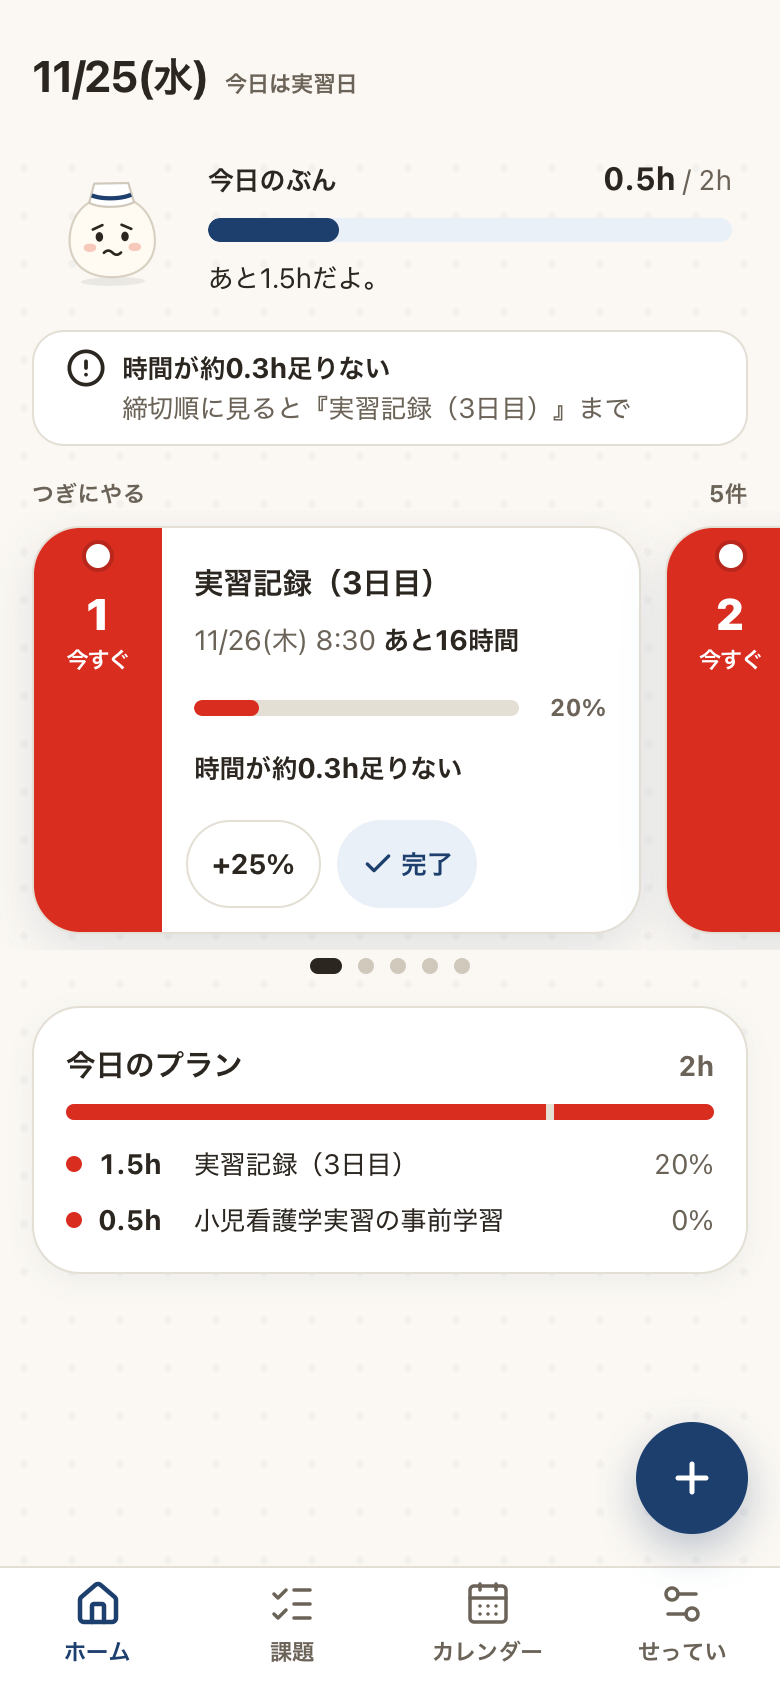 11/25(水) 今日は実習日
今日のぶん 0.5h / 2h
あと1.5hだよ。
時間が約0.3h足りない
締切順に見ると『実習記録（3日目）』まで
つぎにやる 5件
1
今すぐ
実習記録（3日目）
11/26(木) 8:30 あと16時間
20%
時間が約0.3h足りない
+25% 完了
2
今すぐ
今日のプラン 2h
1.5h 実習記録（3日目） 20%
0.5h 小児看護学実習の事前学習 0%
ホーム 課題 カレンダー せってい